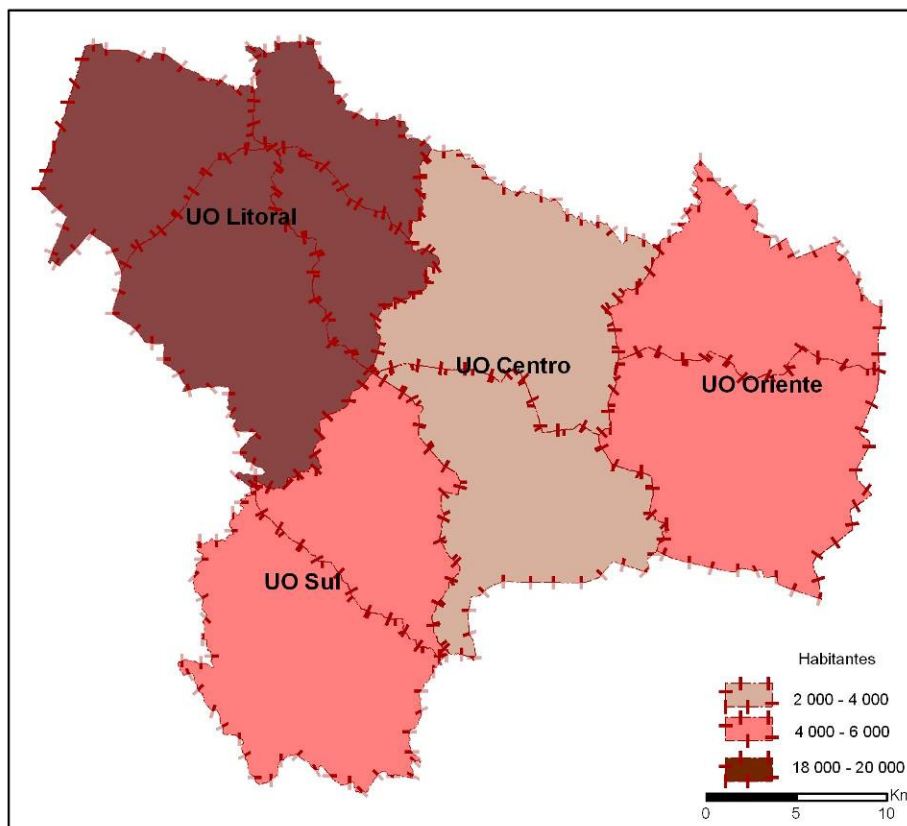 UO Litoral
UO Centro
UO Oriente
UO Sul
Habitantes
2 000 - 4 000
4 000 - 6 000
18 000 - 20 000
Km
0 5 10